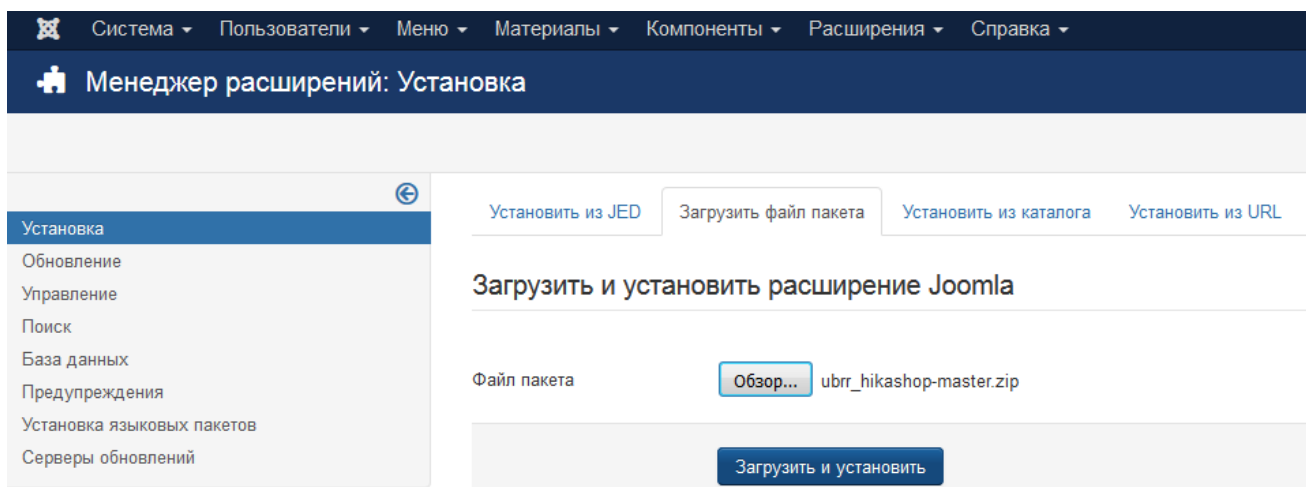 Система Пользователи Меню Материалы Компоненты Расширения Справка
Менеджер расширений: Установка
Установка
Обновление
Управление
Поиск
База данных
Предупреждения
Установка языковых пакетов
Серверы обновлений
Установить из JED Загрузить файл пакета Установить из каталога Установить из URL
Загрузить и установить расширение Joomla
Файл пакета Обзор... ubrr_hikashop-master.zip
Загрузить и установить